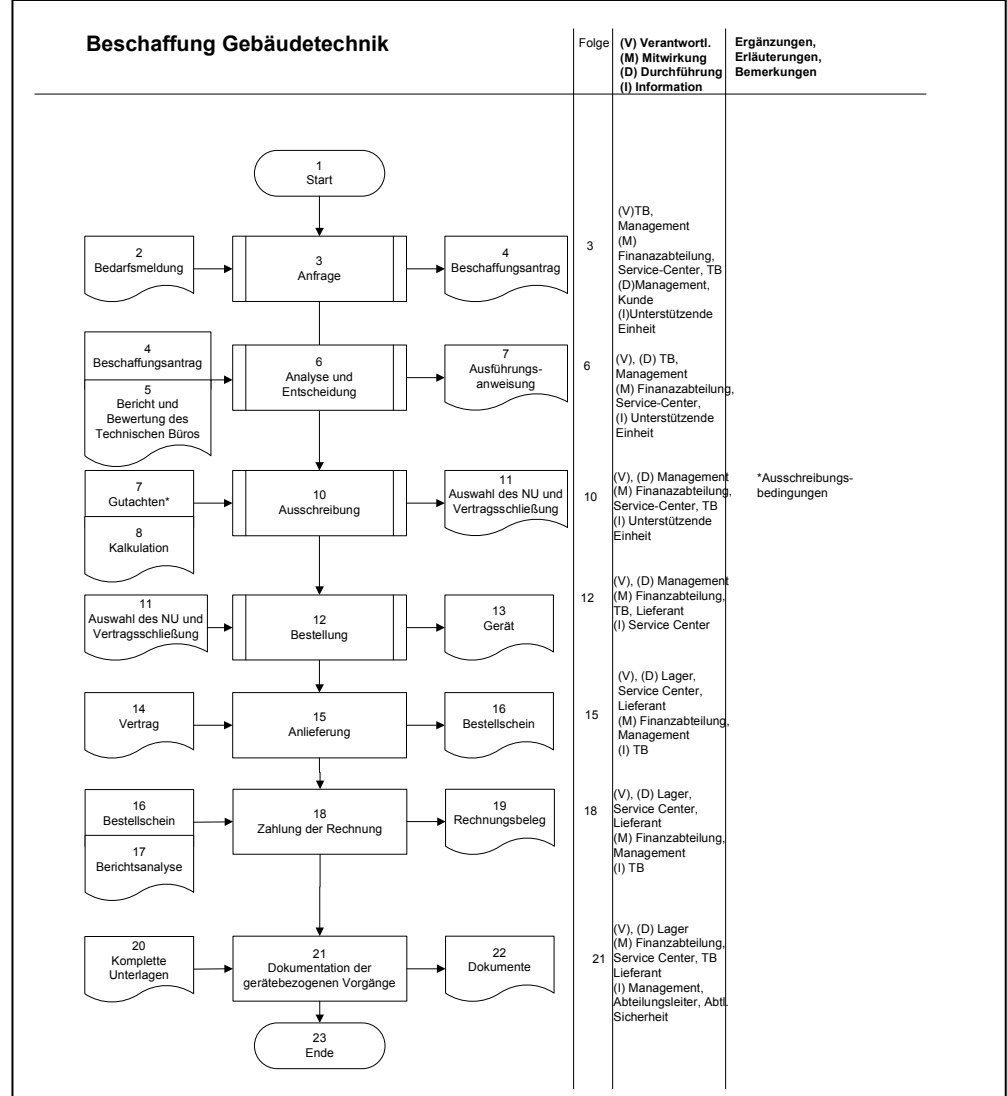 Beschaffung Gebäudetechnik
Folge
(V) Verantwortl.
(M) Mitwirkung
(D) Durchführung
(I) Information
Ergänzungen,
Erläuterungen,
Bemerkungen
1
Start
2
Bedarfsmeldung
3
Anfrage
4
Beschaffungsantrag
3
(V)TB,
Management
(M)
Finanazabteilung,
Service-Center, TB
(D)Management,
Kunde
(I)Unterstützende
Einheit
4
Beschaffungsantrag
5
Bericht und
Bewertung des
Technischen Büros
6
Analyse und
Entscheidung
7
Ausführungs-
anweisung
6
(V), (D) TB,
Management
(M) Finanazabteilung,
Service-Center,
(I) Unterstützende
Einheit
7
Gutachten*
8
Kalkulation
10
Ausschreibung
11
Auswahl des NU und
Vertragsschließung
10
(V), (D) Management
(M) Finanazabteilung,
Service-Center, TB
(I) Unterstützende
Einheit
*Ausschreibungs-
bedingungen
11
Auswahl des NU und
Vertragsschließung
12
Bestellung
13
Gerät
12
(V), (D) Management
(M) Finanzabteilung,
TB, Lieferant
(I) Service Center
14
Vertrag
15
Anlieferung
16
Bestellschein
15
(V), (D) Lager,
Service Center,
Lieferant
(M) Finanzabteilung,
Management
(I) TB
16
Bestellschein
17
Berichtsanalyse
18
Zahlung der Rechnung
19
Rechnungsbeleg
18
(V), (D) Lager,
Service Center,
Lieferant
(M) Finanzabteilung,
Management
(I) TB
20
Komplette
Unterlagen
21
Dokumentation der
gerätebezogenen Vorgänge
22
Dokumente
21
(V), (D) Lager
(M) Finanzabteilung,
Service Center, TB
Lieferant
(I) Management,
Abteilungsleiter, Abtl.
Sicherheit
23
Ende